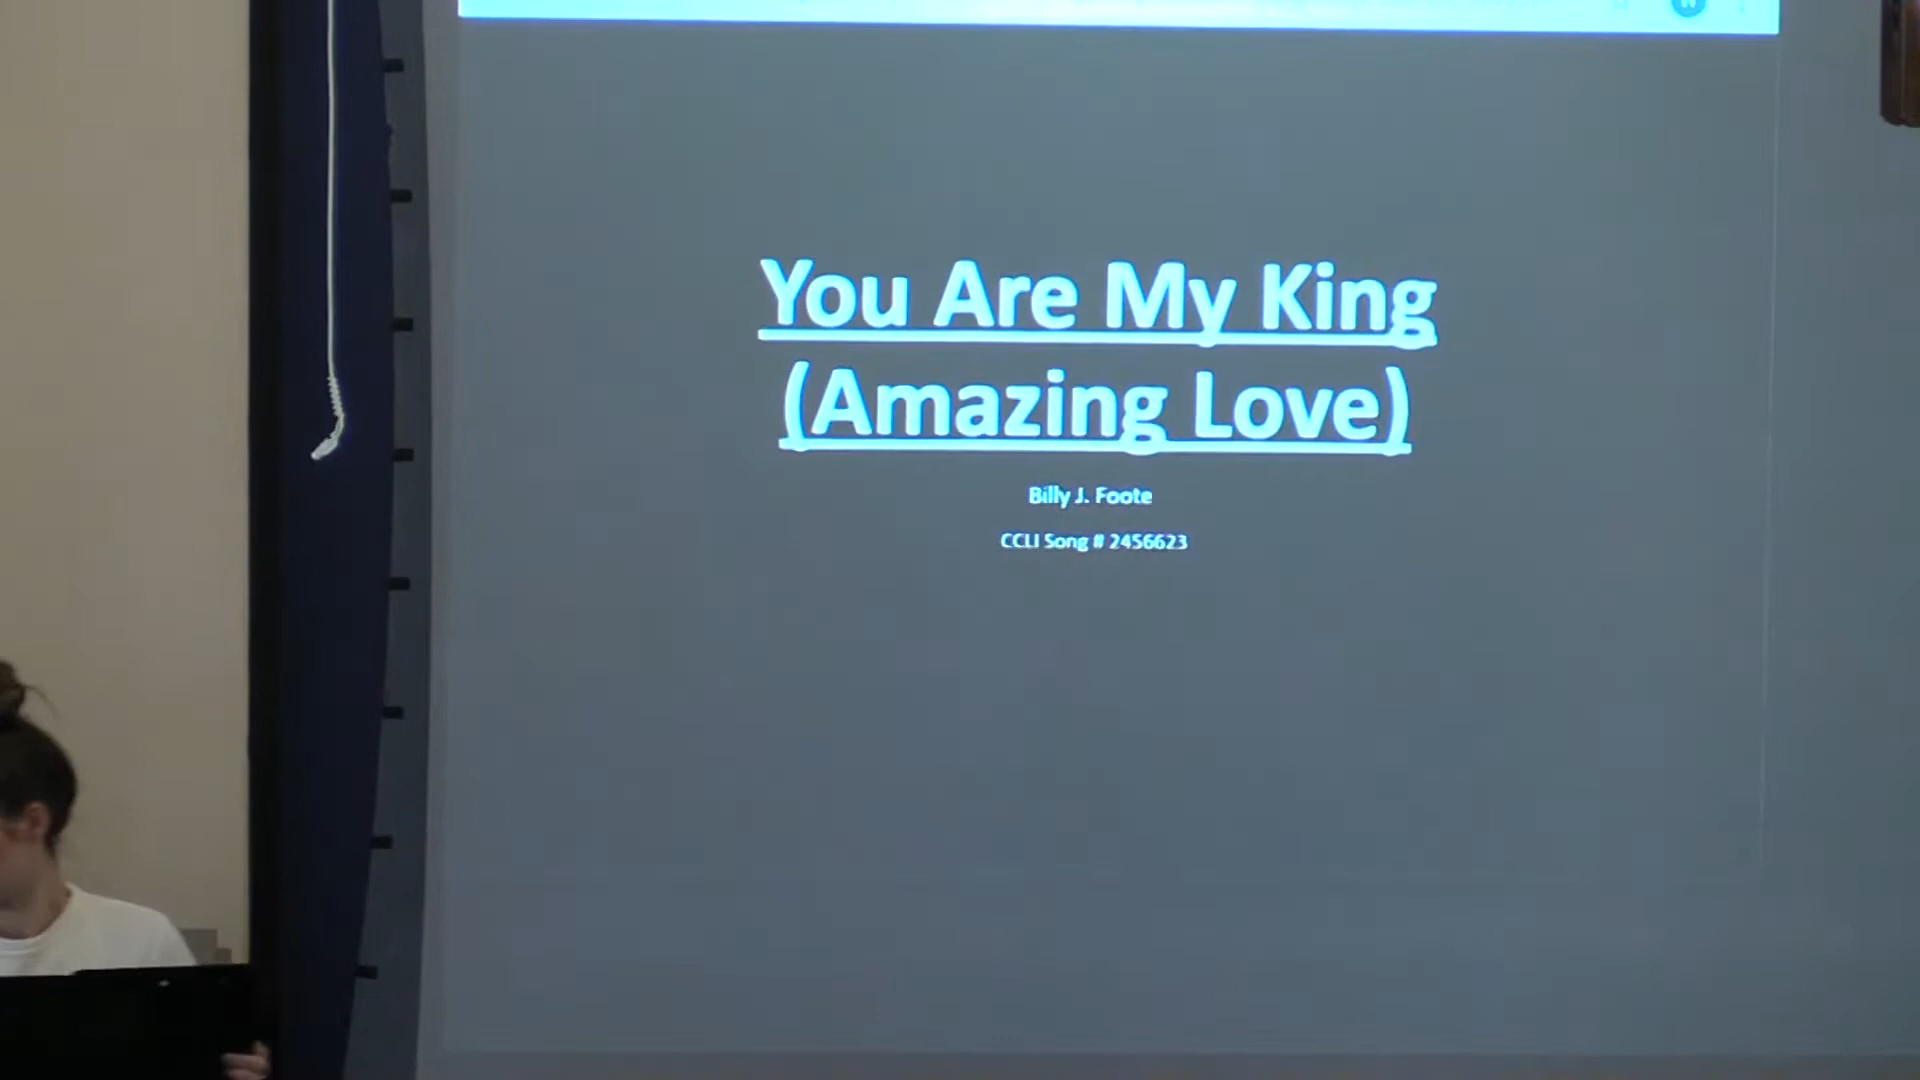 You Are My King
(Amazing Love)
Billy J. Foote
CCLI Song # 2456623